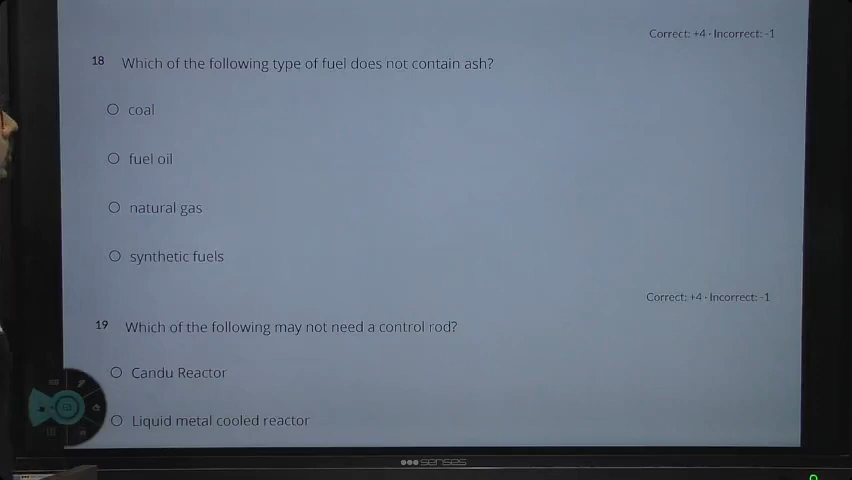 Correct: +4 · Incorrect: -1
18 Which of the following type of fuel does not contain ash?
coal
fuel oil
natural gas
synthetic fuels
Correct: +4 · Incorrect: -1
19 Which of the following may not need a control rod?
Candu Reactor
Liquid metal cooled reactor
senses